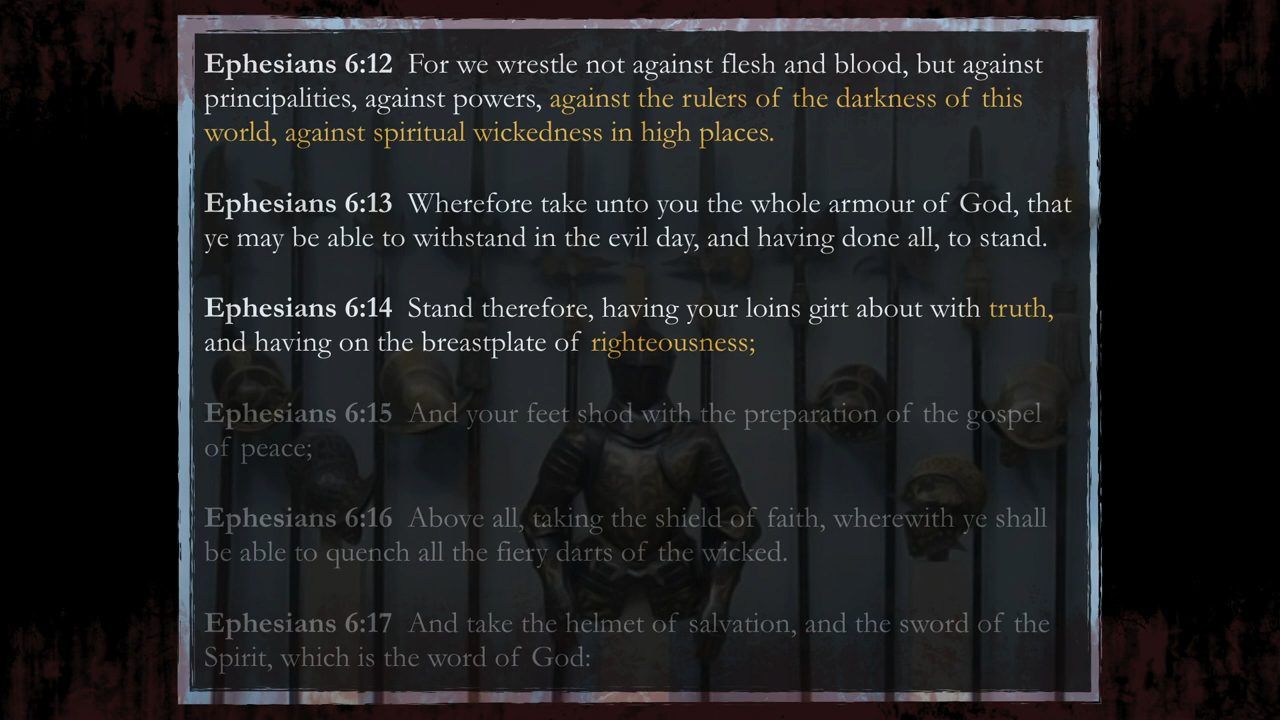 Ephesians 6:12 For we wrestle not against flesh and blood, but against
principalities, against powers, against the rulers of the darkness of this
world, against spiritual wickedness in high places.
Ephesians 6:13 Wherefore take unto you the whole armour of God, that
ye may be able to withstand in the evil day, and having done all, to stand.
Ephesians 6:14 Stand therefore, having your loins girt about with truth,
and having on the breastplate of righteousness;
Ephesians 6:15 And your feet shod with the preparation of the gospel
of peace;
Ephesians 6:16 Above all, taking the shield of faith, wherewith ye shall
be able to quench all the fiery darts of the wicked.
Ephesians 6:17 And take the helmet of salvation, and the sword of the
Spirit, which is the word of God: